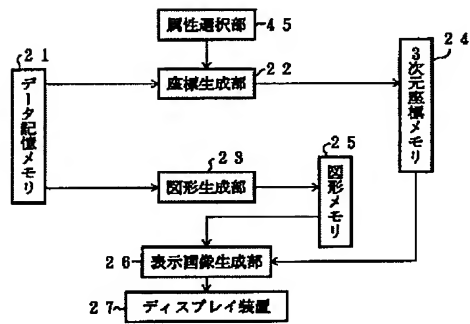 属性選択部
45
21
データ記憶メモリ
座標生成部
22
24
3次元座標メモリ
23
図形生成部
25
図形メモリ
26
表示画像生成部
27
ディスプレイ装置